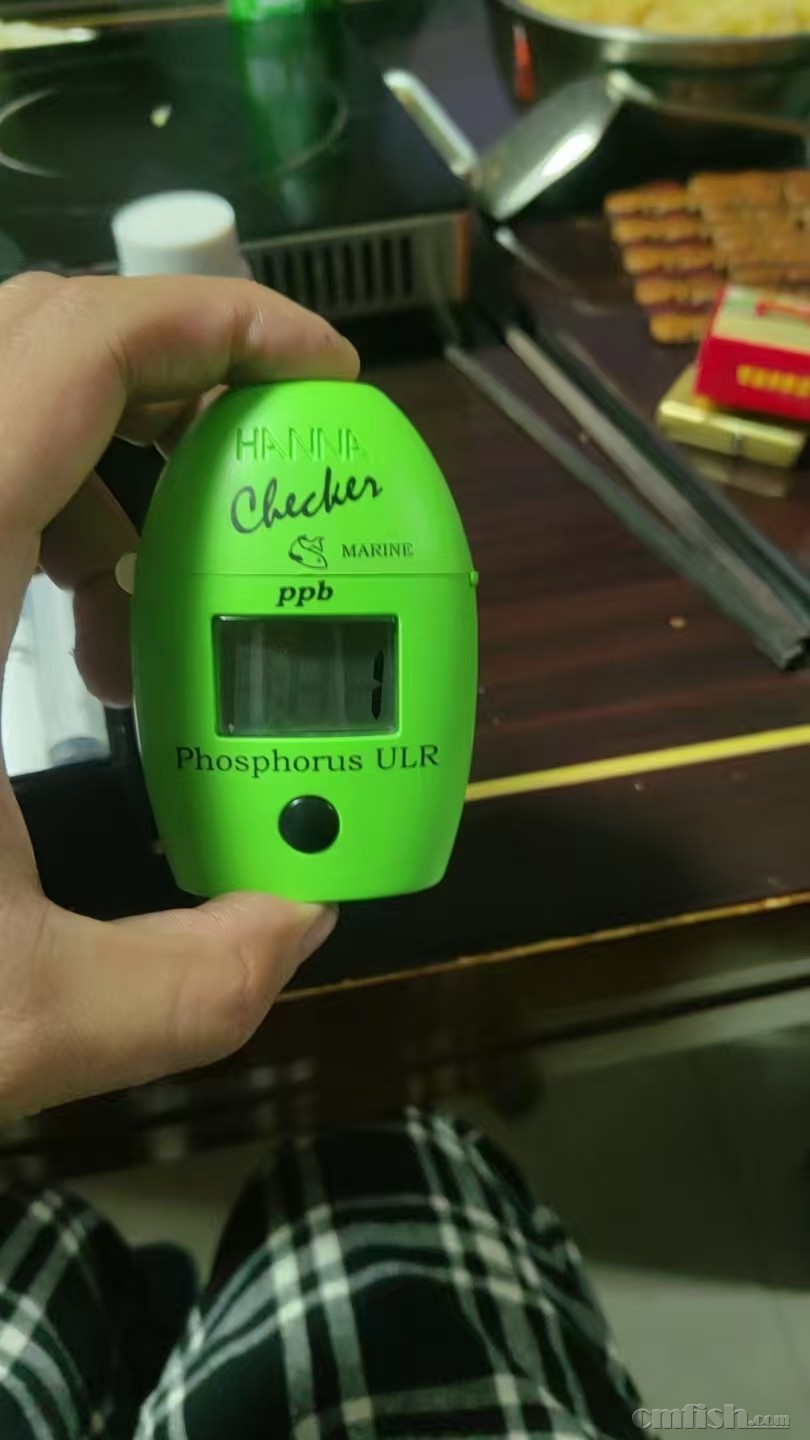 HANNA
Checker
MARINE
ppb
1
Phosphorus ULR
cmfish.com